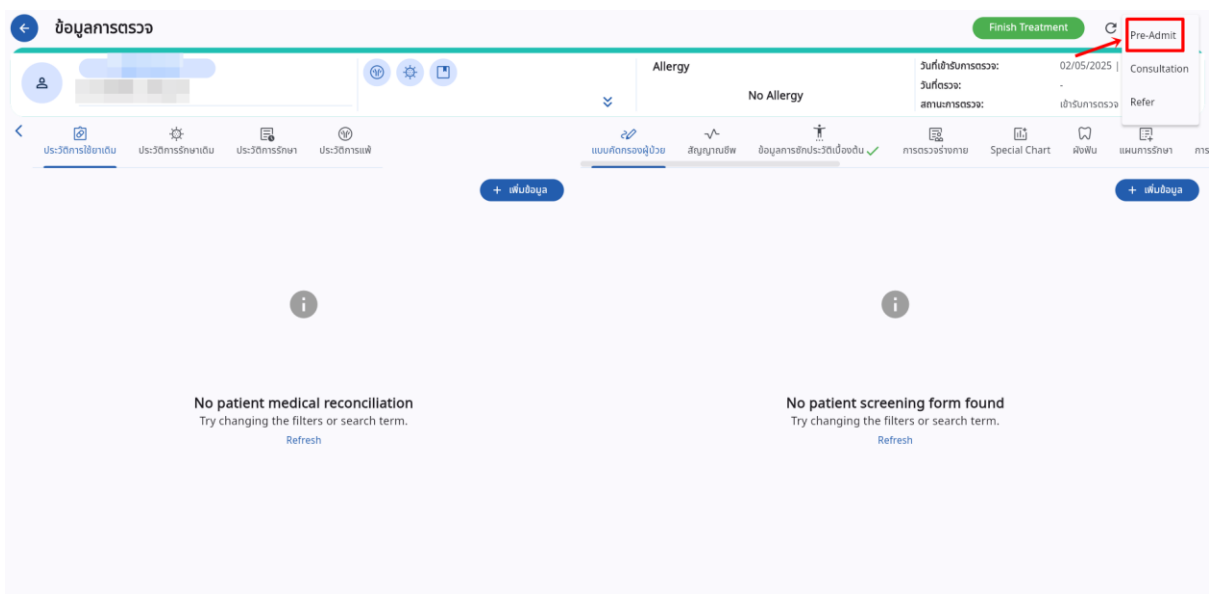 ข้อมูลการตรวจ
Finish Treatment
Pre-Admit
Consultation
Refer
Allergy
No Allergy
วันที่เข้ารับการตรวจ: 02/05/2025 |
วันที่ตรวจ: -
สถานะการตรวจ: เข้ารับการตรวจ
ประวัติการใช้ยาเดิม ประวัติการรักษาเดิม ประวัติการรักษา ประวัติการแพ้
แบบคัดกรองผู้ป่วย สัญญาณชีพ ข้อมูลการซักประวัติเบื้องต้น การตรวจร่างกาย Special Chart ผังฟัน แผนการรักษา การ
+ เพิ่มข้อมูล
+ เพิ่มข้อมูล
No patient medical reconciliation
Try changing the filters or search term.
Refresh
No patient screening form found
Try changing the filters or search term.
Refresh